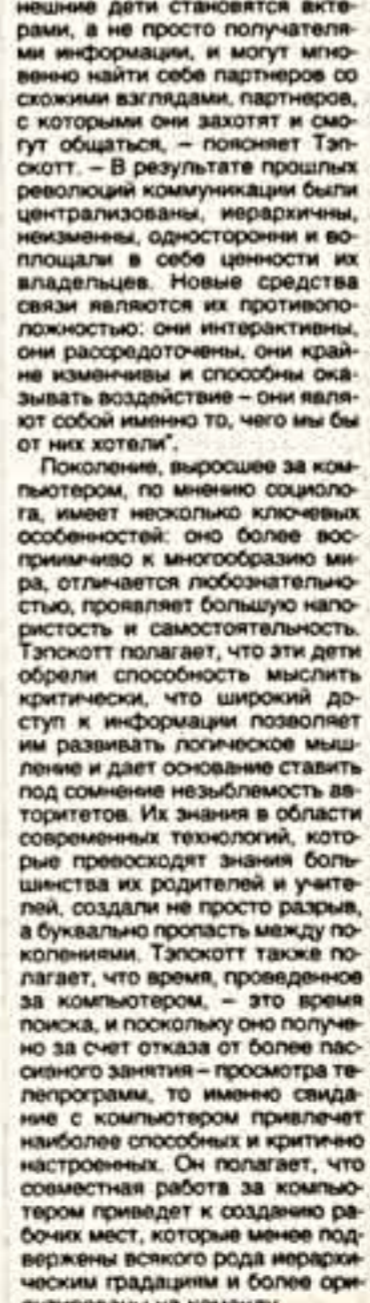 нешние дети становятся акте-
рами, а не просто получателя-
ми информации, и могут мгно-
венно найти себе партнеров со
схожими взглядами, партнеров,
с которыми они захотят и смо-
гут общаться, – поясняет Тэп-
скотт. – В результате прошлых
революций коммуникации были
централизованы, иерархичны,
неизменны, односторонни и во-
площали в себе ценности их
владельцев. Новые средства
связи являются их противопо-
ложностью: они интерактивны,
они рассредоточены, они край-
не изменчивы и способны ока-
зывать воздействие – они явля-
ют собой именно то, чего мы бы
от них хотели".
Поколение, выросшее за ком-
пьютером, по мнению социоло-
га, имеет несколько ключевых
особенностей: оно более вос-
приимчиво к многообразию ми-
ра, отличается любознательно-
стью, проявляет большую напо-
ристость и самостоятельность.
Тэпскотт полагает, что эти дети
обрели способность мыслить
критически, что широкий до-
ступ к информации позволяет
им развивать логическое мыш-
ление и дает основание ставить
под сомнение незыблемость ав-
торитетов. Их знания в области
современных технологий, кото-
рые превосходят знания боль-
шинства их родителей и учите-
лей, создали не просто разрыв,
а буквально пропасть между по-
колениями. Тэпскотт также по-
лагает, что время, проведенное
за компьютером, – это время
поиска, и поскольку оно получе-
но за счет отказа от более пас-
сивного занятия – просмотра те-
лепрограмм, то именно свида-
ние с компьютером привлечет
наиболее способных и критично
настроенных. Он полагает, что
совместная работа за компью-
тером приведет к созданию ра-
бочих мест, которые менее под-
вержены всякого рода иерархи-
ческим градациям и более ори-